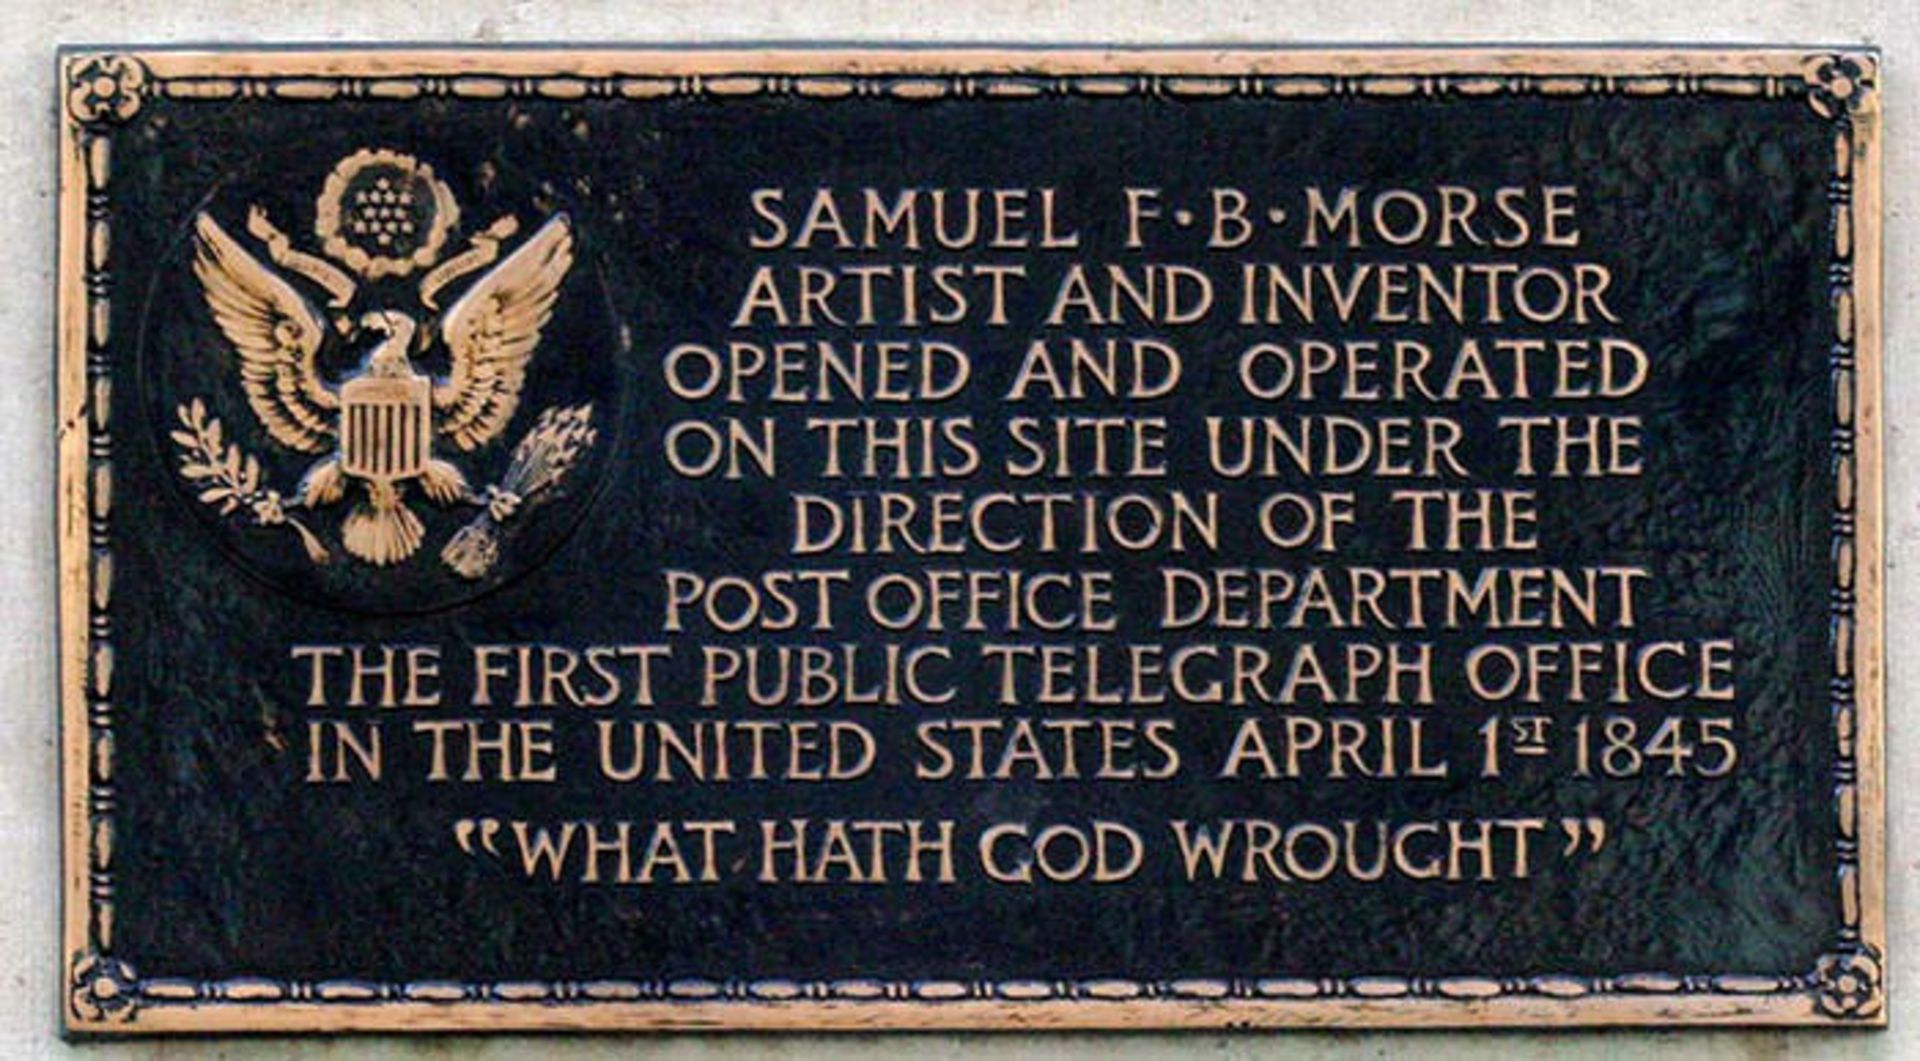 SAMUEL F·B·MORSE
ARTIST AND INVENTOR
OPENED AND OPERATED
ON THIS SITE UNDER THE
DIRECTION OF THE
POST OFFICE DEPARTMENT
THE FIRST PUBLIC TELEGRAPH OFFICE
IN THE UNITED STATES APRIL 1ST 1845
“WHAT HATH GOD WROUGHT”